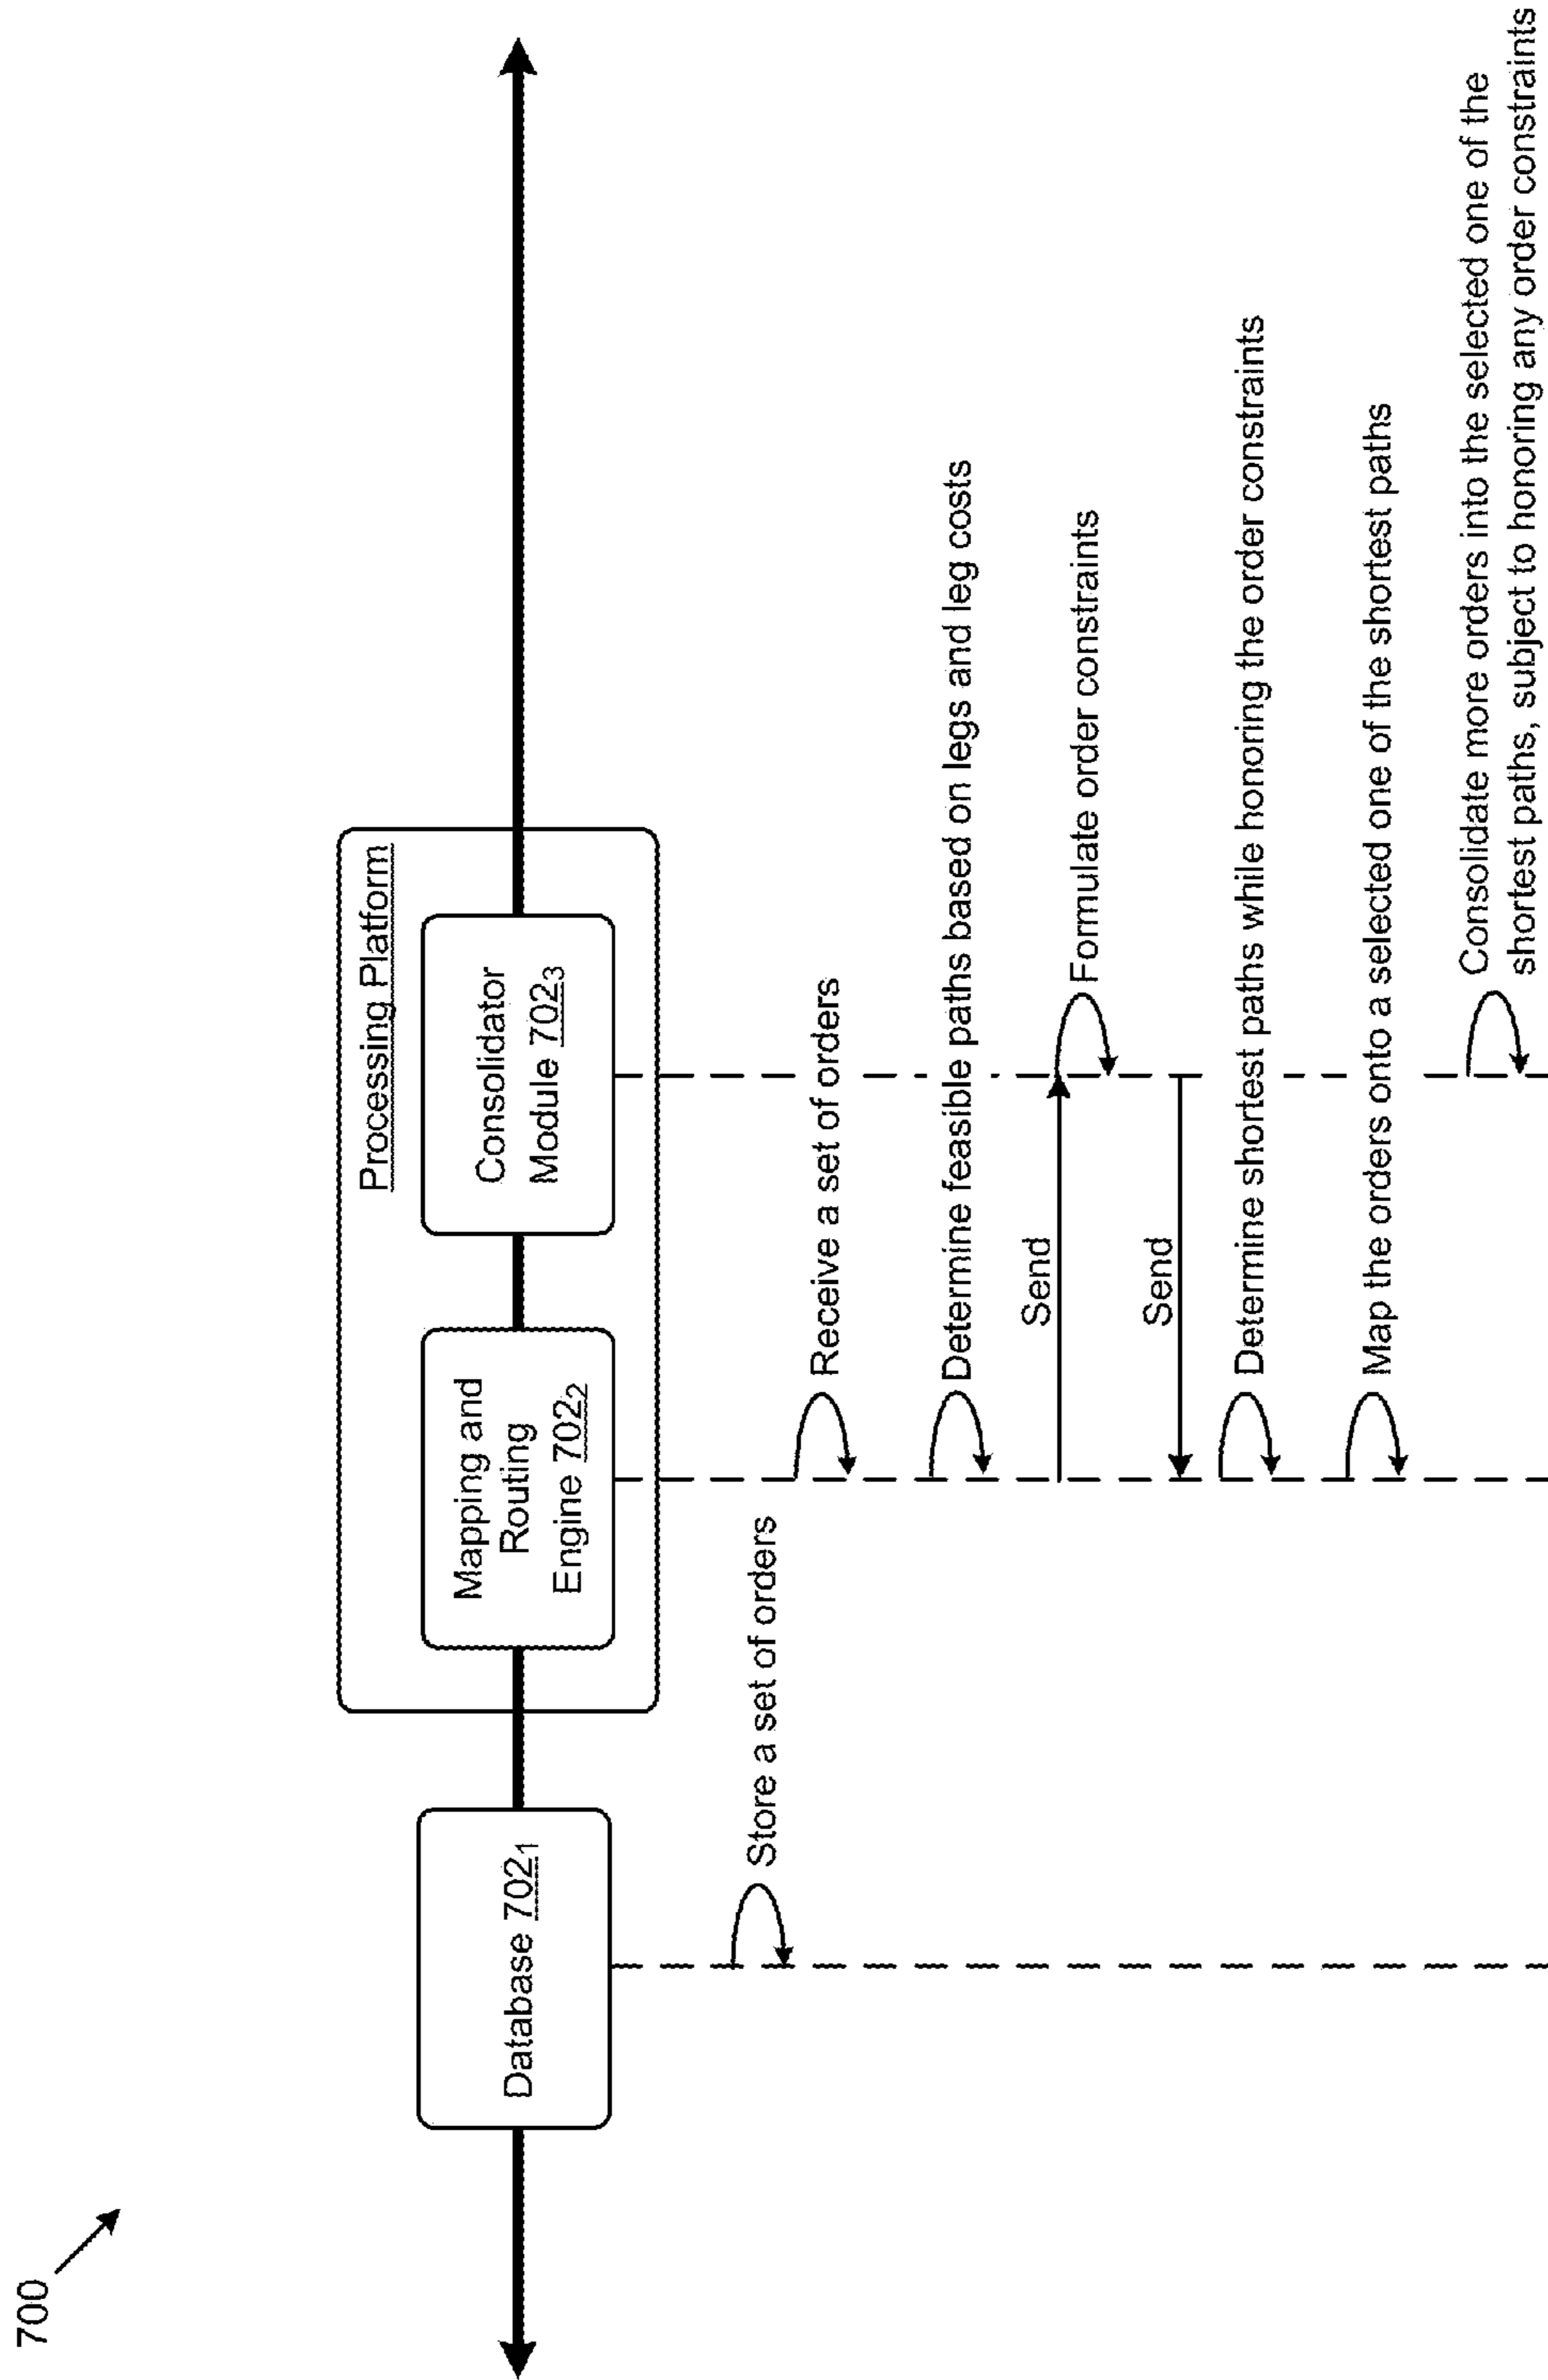 700
Processing Platform
Database 702₁
Mapping and
Routing
Engine 702₂
Consolidator
Module 702₃
Store a set of orders
Receive a set of orders
Determine feasible paths based on legs and leg costs
Send
Formulate order constraints
Send
Determine shortest paths while honoring the order constraints
Map the orders onto a selected one of the shortest paths
Consolidate more orders into the selected one of the
shortest paths, subject to honoring any order constraints